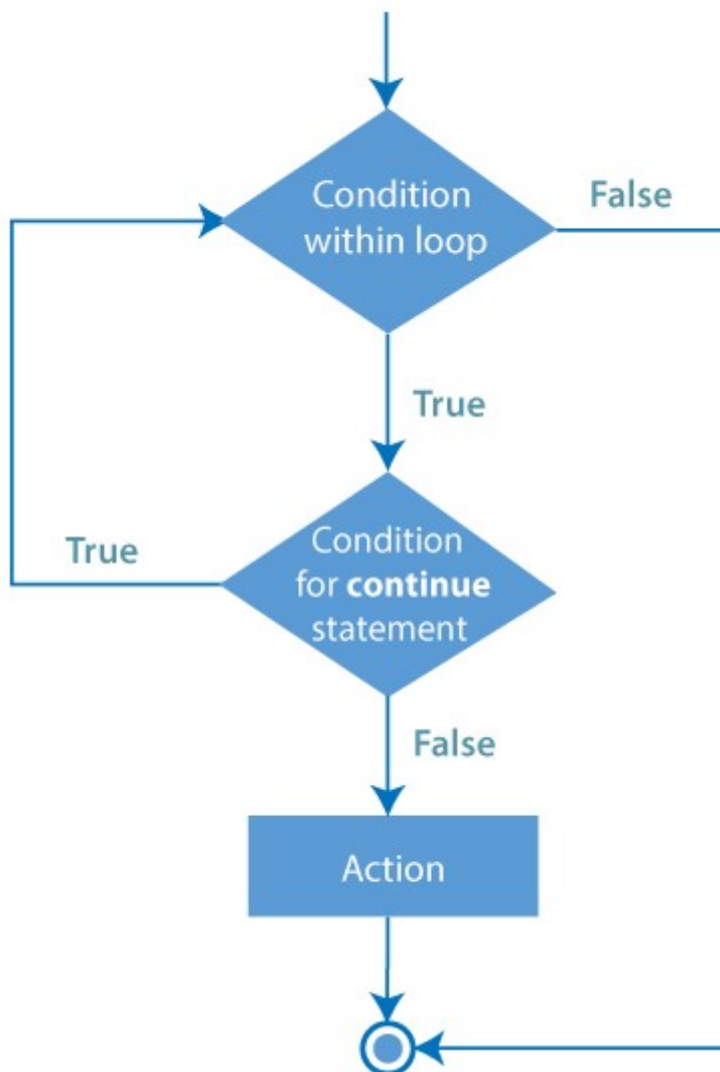 Condition
within loop
False
True
True
Condition
for continue
statement
False
Action